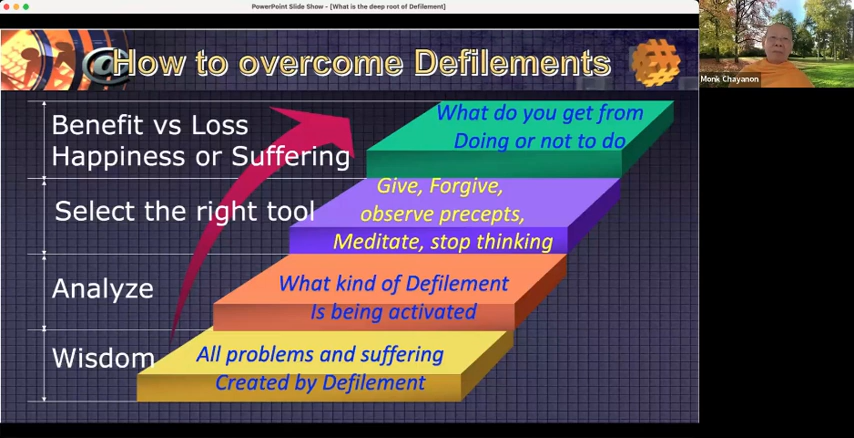 PowerPoint Slide Show - [What is the deep root of Defilement]
@How to overcome Defilements
Benefit vs Loss
Happiness or Suffering
What do you get from
Doing or not to do
Select the right tool
Give, Forgive,
observe precepts,
Meditate, stop thinking
Analyze
What kind of Defilement
Is being activated
Wisdom
All problems and suffering
Created by Defilement
Monk Chayanon